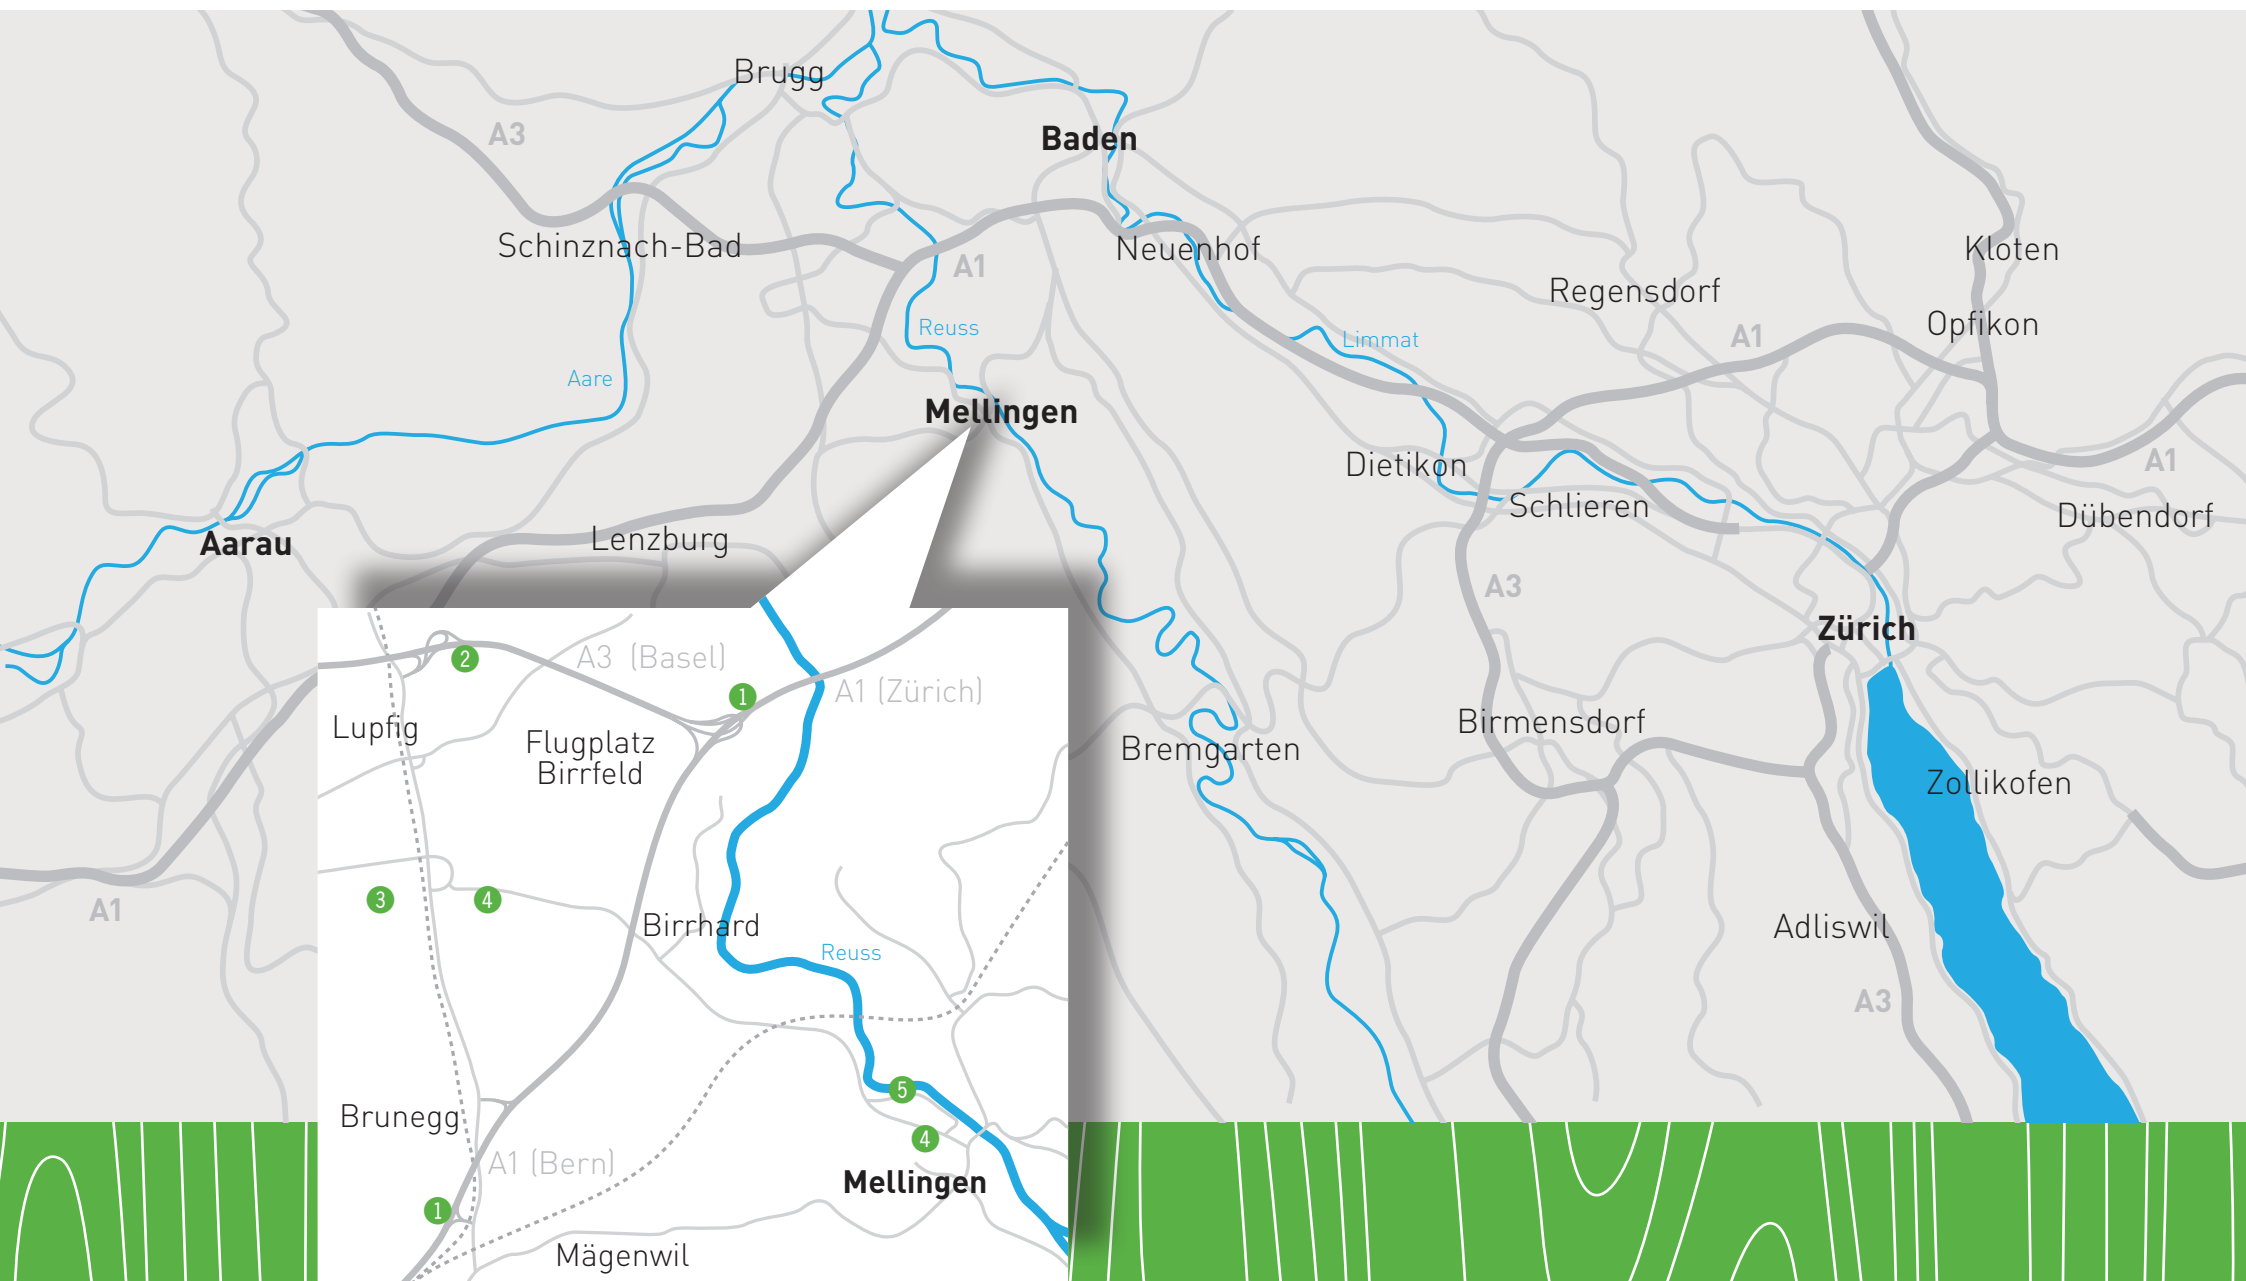 Brugg
A3
Baden
Schinznach-Bad
Neuenhof
Kloten
A1
Regensdorf
Opfikon
Reuss
Limmat
A1
Aare
Mellingen
Dietikon
A1
Schlieren
Dübendorf
Lenzburg
Aarau
A3
Zürich
A3 (Basel)
2
1
A1 (Zürich)
Lupfig
Flugplatz
Birrfeld
Birmensdorf
Bremgarten
Zollikofen
3
4
A1
Birrhard
Reuss
Adliswil
A3
5
Brunegg
4
A1 (Bern)
Mellingen
1
Mägenwil